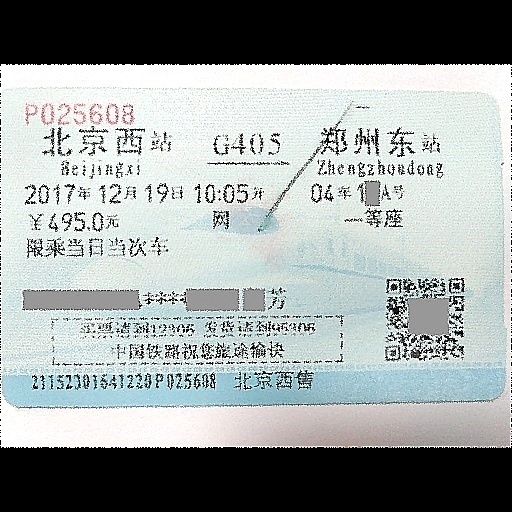 P025608
北京西站 G405 郑州东站
Beijingxi Zhengzhoudong
2017年12月19日10:05开 04车1 A号
￥495.0元 网 一等座
限乘当日当次车
**** 芳
买票请到12306 发货请到95306
中国铁路祝您旅途愉快
21152301641220P025608 北京西售